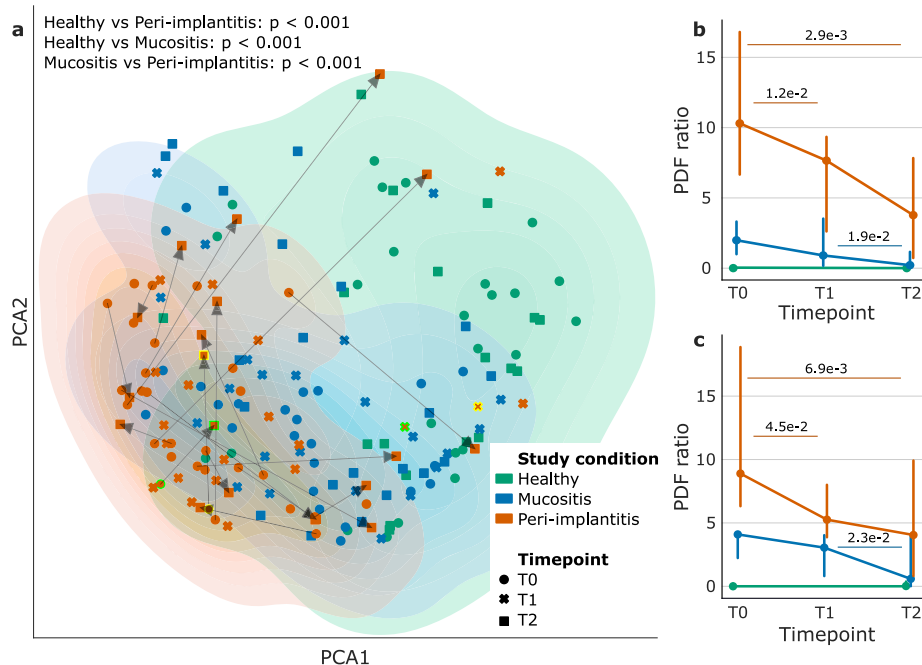 a
Healthy vs Peri-implantitis: p < 0.001
Healthy vs Mucositis: p < 0.001
Mucositis vs Peri-implantitis: p < 0.001
PCA2
PCA1
Study condition
Healthy
Mucositis
Peri-implantitis
Timepoint
T0
T1
T2
b
2.9e-3
15
1.2e-2
10
5
1.9e-2
0
PDF ratio
T0 T1 T2
Timepoint
c
6.9e-3
15
4.5e-2
10
5
2.3e-2
0
PDF ratio
T0 T1 T2
Timepoint